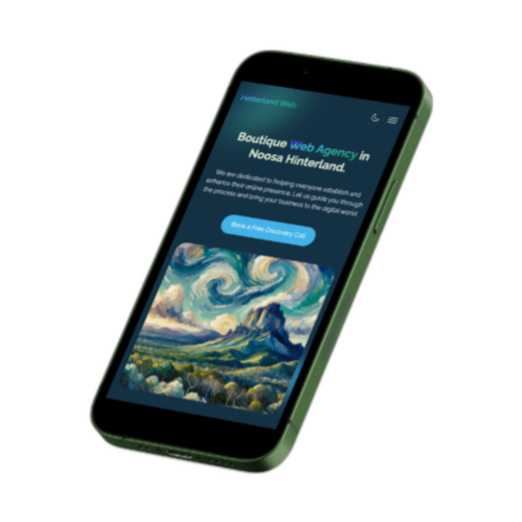 Hinterland Web
Boutique Web Agency in
Noosa Hinterland.
We are dedicated to helping everyone establish and
enhance their online presence. Let us guide you through
the process and bring your business to the digital world.
Book a Free Discovery Call